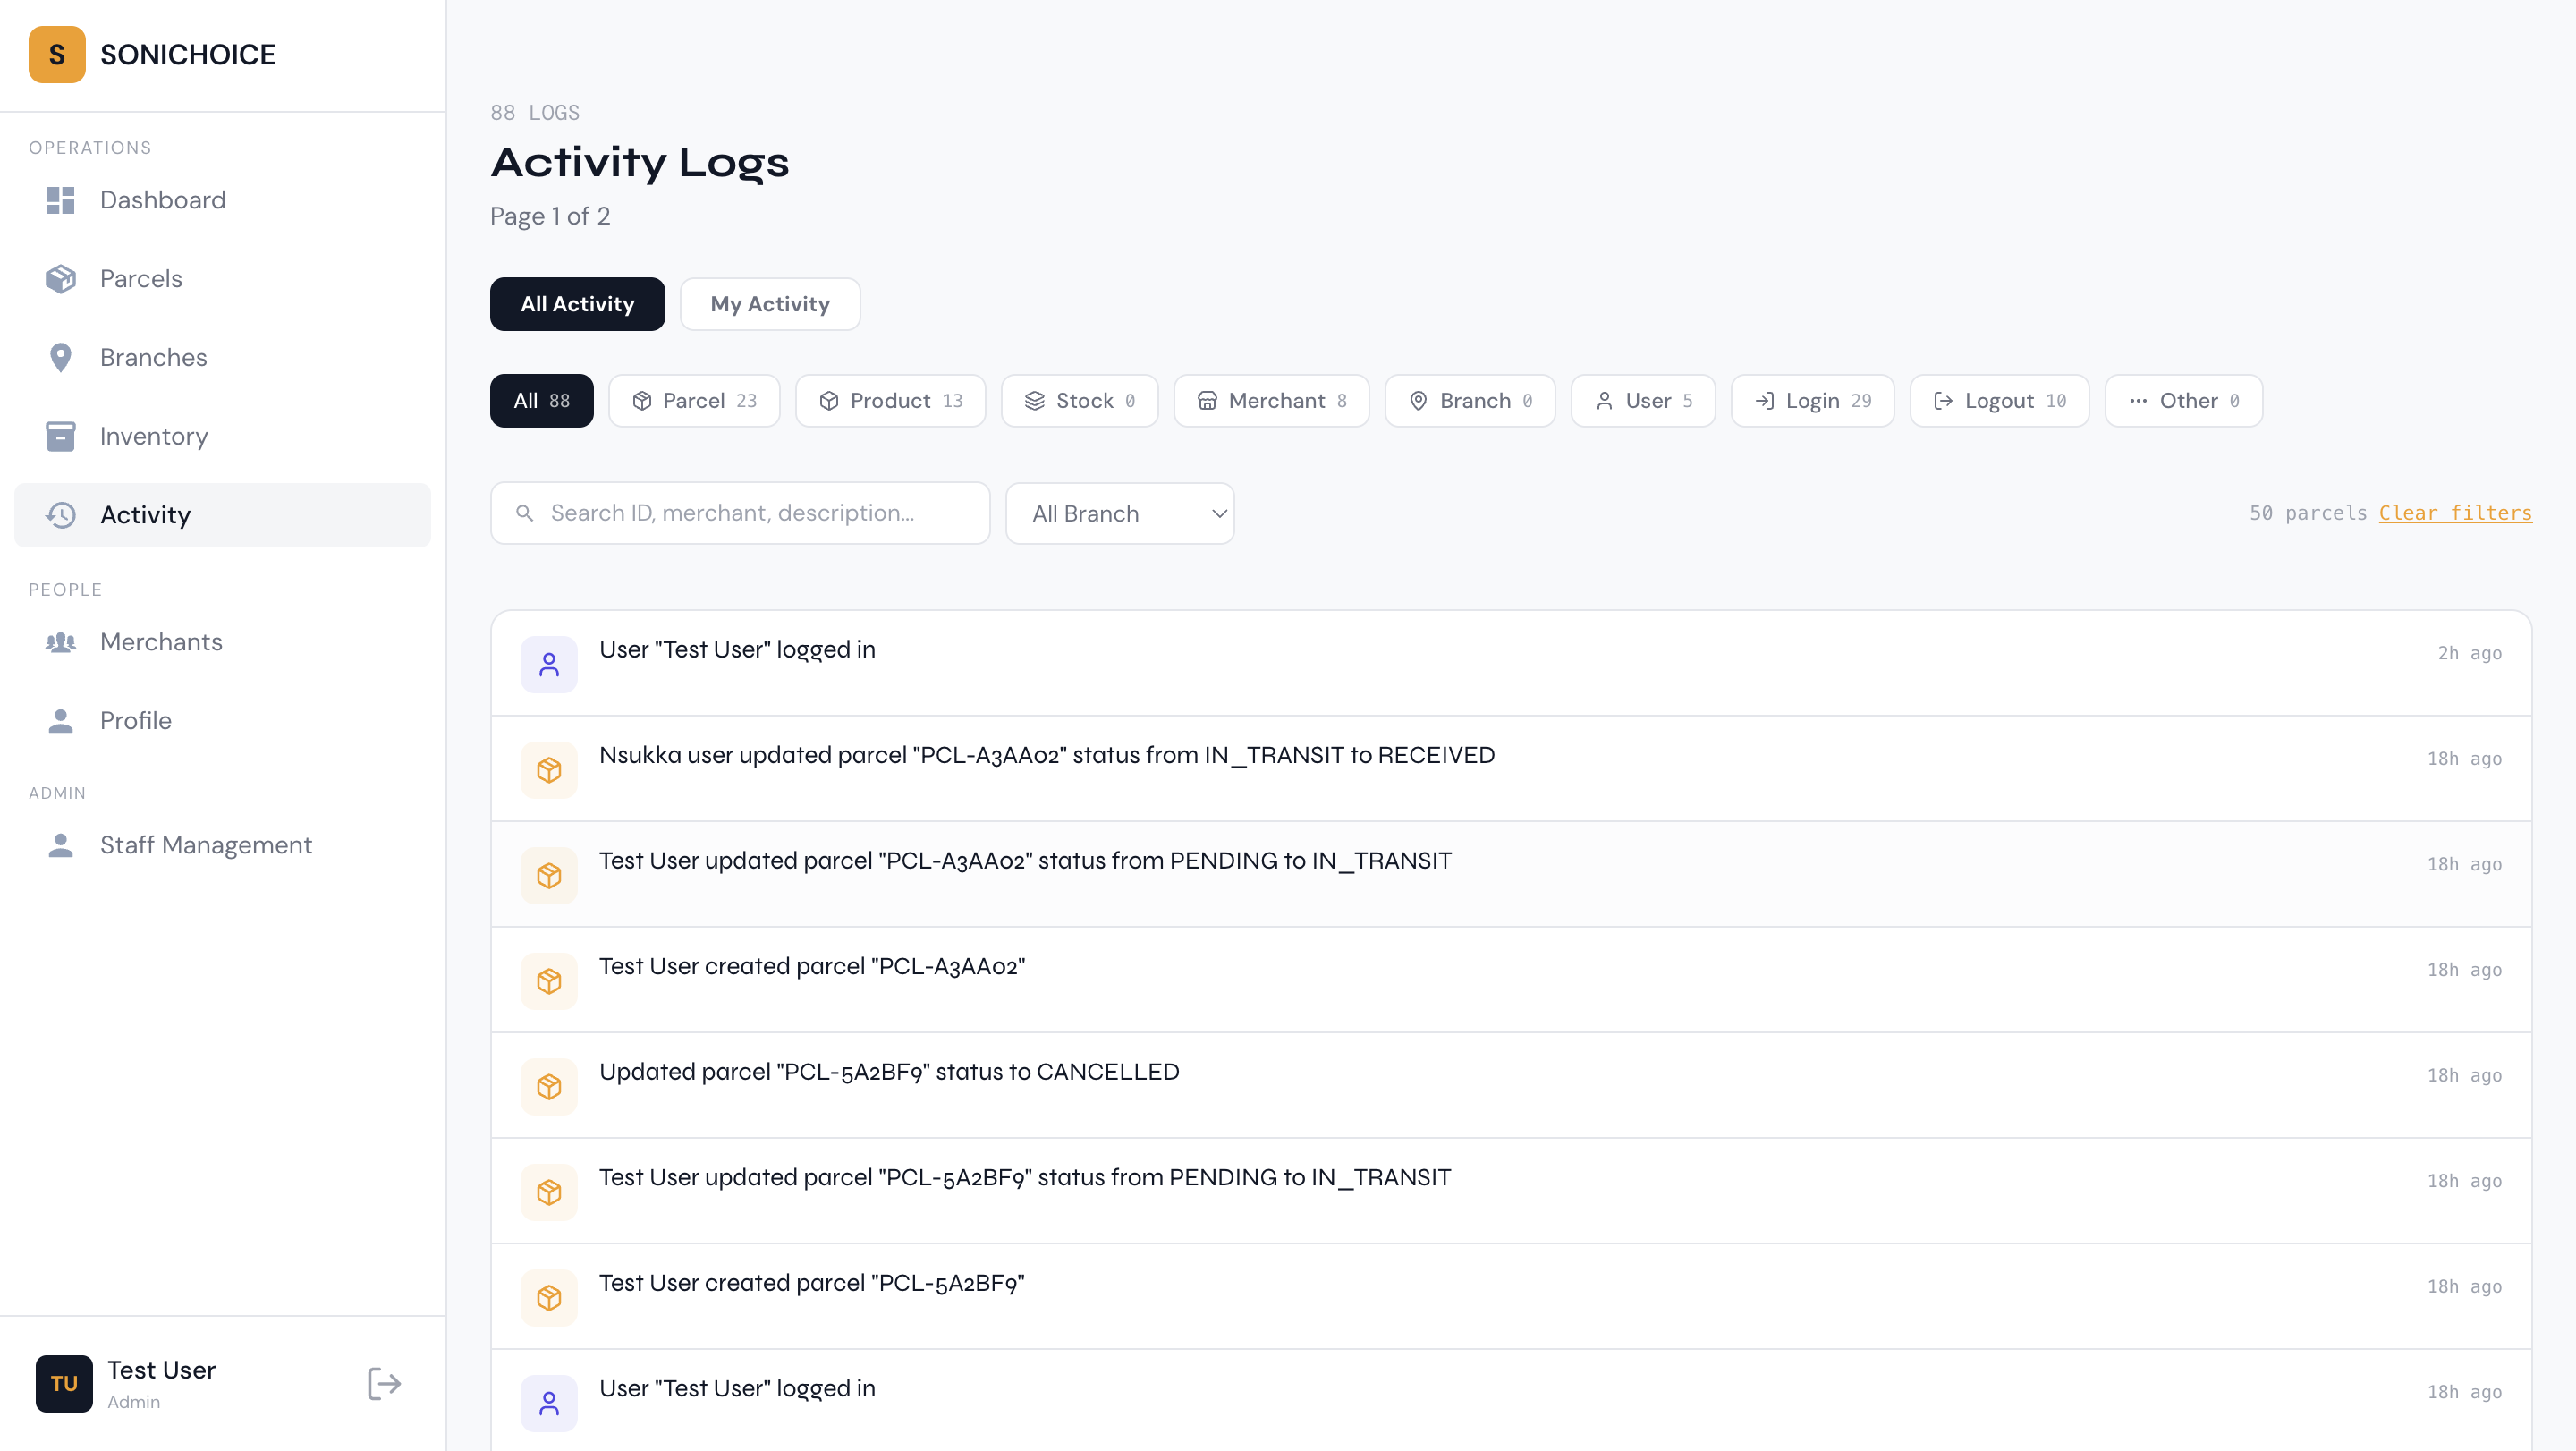 S SONICHOICE
OPERATIONS
Dashboard
Parcels
Branches
Inventory
Activity
PEOPLE
Merchants
Profile
ADMIN
Staff Management
TU Test User
Admin
88 LOGS
Activity Logs
Page 1 of 2
All Activity My Activity
All 88 Parcel 23 Product 13 Stock 0 Merchant 8 Branch 0 User 5 Login 29 Logout 10 Other 0
Search ID, merchant, description... All Branch 50 parcels Clear filters
User "Test User" logged in 2h ago
Nsukka user updated parcel "PCL-A3AA02" status from IN_TRANSIT to RECEIVED 18h ago
Test User updated parcel "PCL-A3AA02" status from PENDING to IN_TRANSIT 18h ago
Test User created parcel "PCL-A3AA02" 18h ago
Updated parcel "PCL-5A2BF9" status to CANCELLED 18h ago
Test User updated parcel "PCL-5A2BF9" status from PENDING to IN_TRANSIT 18h ago
Test User created parcel "PCL-5A2BF9" 18h ago
User "Test User" logged in 18h ago